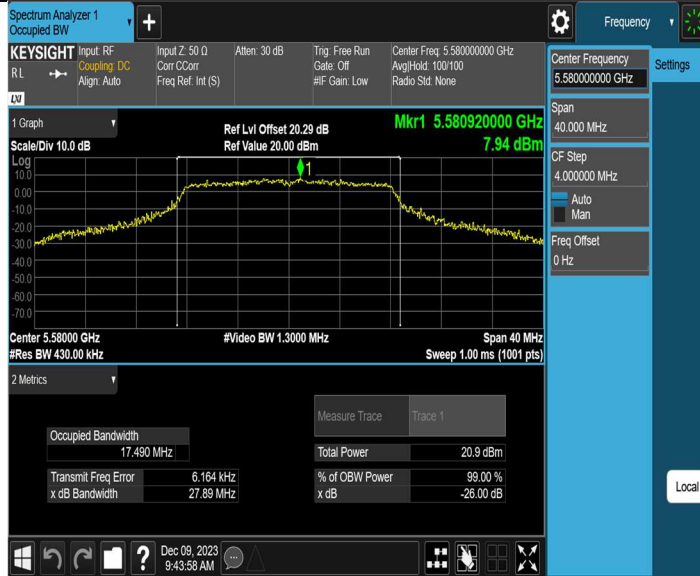 Spectrum Analyzer 1
Occupied BW
+
Frequency
KEYSIGHT
RL
LXI
Input: RF
Coupling: DC
Align: Auto
Input Z: 50 Ω
Corr CCorr
Freq Ref: Int (S)
Atten: 30 dB
Trig: Free Run
Gate: Off
#IF Gain: Low
Center Freq: 5.580000000 GHz
Avg|Hold: 100/100
Radio Std: None
Center Frequency
5.580000000 GHz
Settings
Span
40.000 MHz
CF Step
4.000000 MHz
Auto
Man
Freq Offset
0 Hz
Local
1 Graph
Scale/Div 10.0 dB
Ref Lvl Offset 20.29 dB
Ref Value 20.00 dBm
Mkr1 5.580920000 GHz
7.94 dBm
Log
10.0
0.00
-10.0
-20.0
-30.0
-40.0
-50.0
-60.0
-70.0
1
Center 5.58000 GHz
#Res BW 430.00 kHz
#Video BW 1.3000 MHz
Span 40 MHz
Sweep 1.00 ms (1001 pts)
2 Metrics
Measure Trace Trace 1
Occupied Bandwidth
17.490 MHz
Total Power 20.9 dBm
Transmit Freq Error 6.164 kHz
% of OBW Power 99.00 %
x dB Bandwidth 27.89 MHz
x dB -26.00 dB
?
Dec 09, 2023
9:43:58 AM